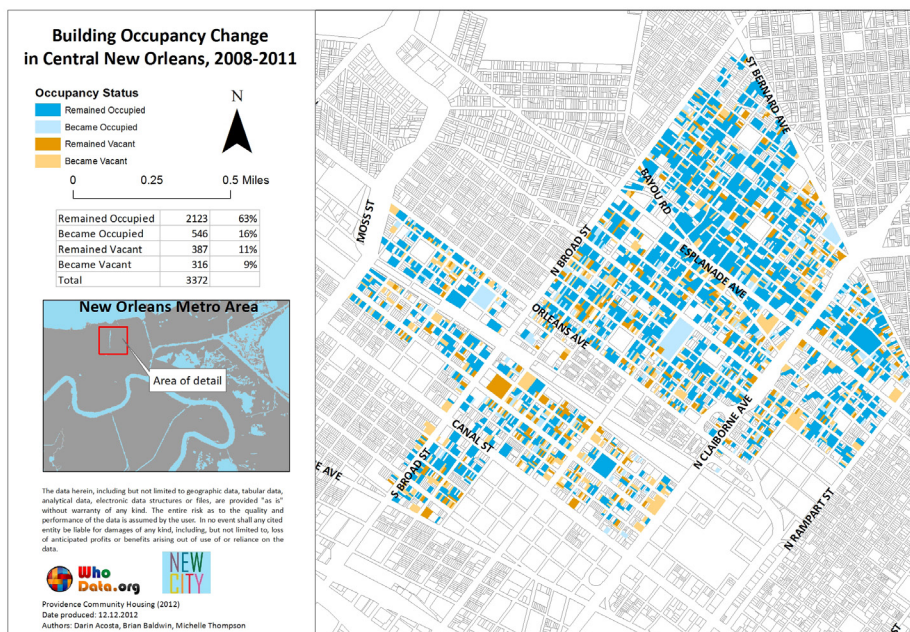 Building Occupancy Change
in Central New Orleans, 2008-2011
Occupancy Status
Remained Occupied
Became Occupied
Remained Vacant
Became Vacant
N
0 0.25 0.5 Miles
Remained Occupied 2123 63%
Became Occupied 546 16%
Remained Vacant 387 11%
Became Vacant 316 9%
Total 3372
New Orleans Metro Area
Area of detail
The data herein, including but not limited to geographic data, tabular data,
analytical data, electronic data structures or files, are provided "as is"
without warranty of any kind. The entire risk as to the quality and
performance of the data is assumed by the user. In no event shall any cited
entity be liable for damages of any kind, including, but not limited to, loss
of anticipated profits or benefits arising out of use of or reliance on the
data.
Who
Data.org
NEW
CITY
Providence Community Housing (2012)
Date produced: 12.12.2012
Authors: Darin Acosta, Brian Baldwin, Michelle Thompson
ST BERNARD AVE
BAYOU RD
MOSS ST
N BROAD ST
ESPLANADE AVE
ORLEANS AVE
CANAL ST
N CLAIBORNE AVE
S BROAD ST
E AVE
N RAMPART ST
ST